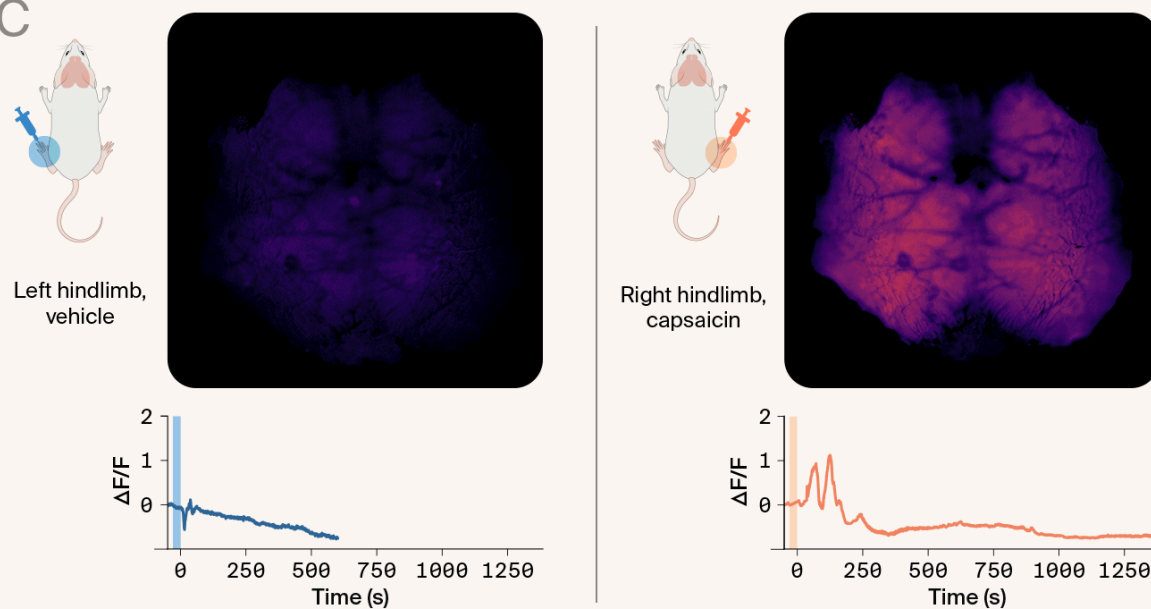 C
Left hindlimb,
vehicle
Right hindlimb,
capsaicin
2
1
0
ΔF/F
0 250 500 750 1000 1250
Time (s)
2
1
0
ΔF/F
0 250 500 750 1000 1250
Time (s)